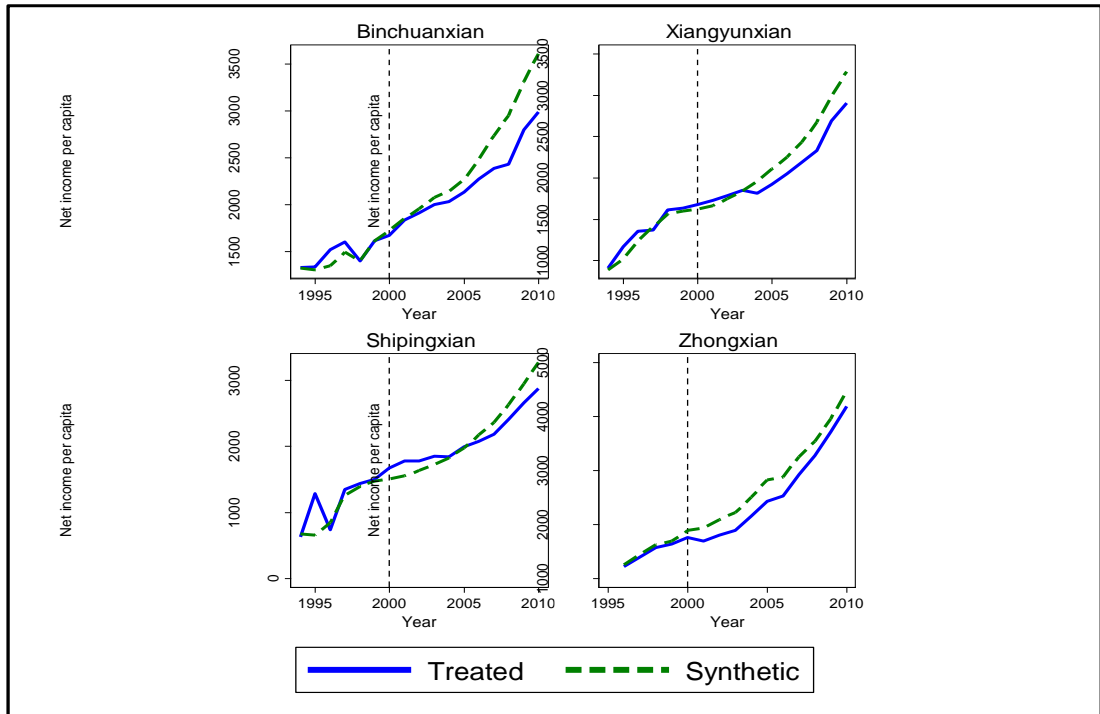 Binchuanxian
Net income per capita
3500
3000
2500
2000
1500
1995 2000 2005 2010
Year
Xiangyunxian
Net income per capita
3500
3000
2500
2000
1500
1000
1995 2000 2005 2010
Year
Shipingxian
Net income per capita
3000
2000
1000
0
1995 2000 2005 2010
Year
Zhongxian
Net income per capita
5000
4000
3000
2000
1000
1995 2000 2005 2010
Year
Treated Synthetic